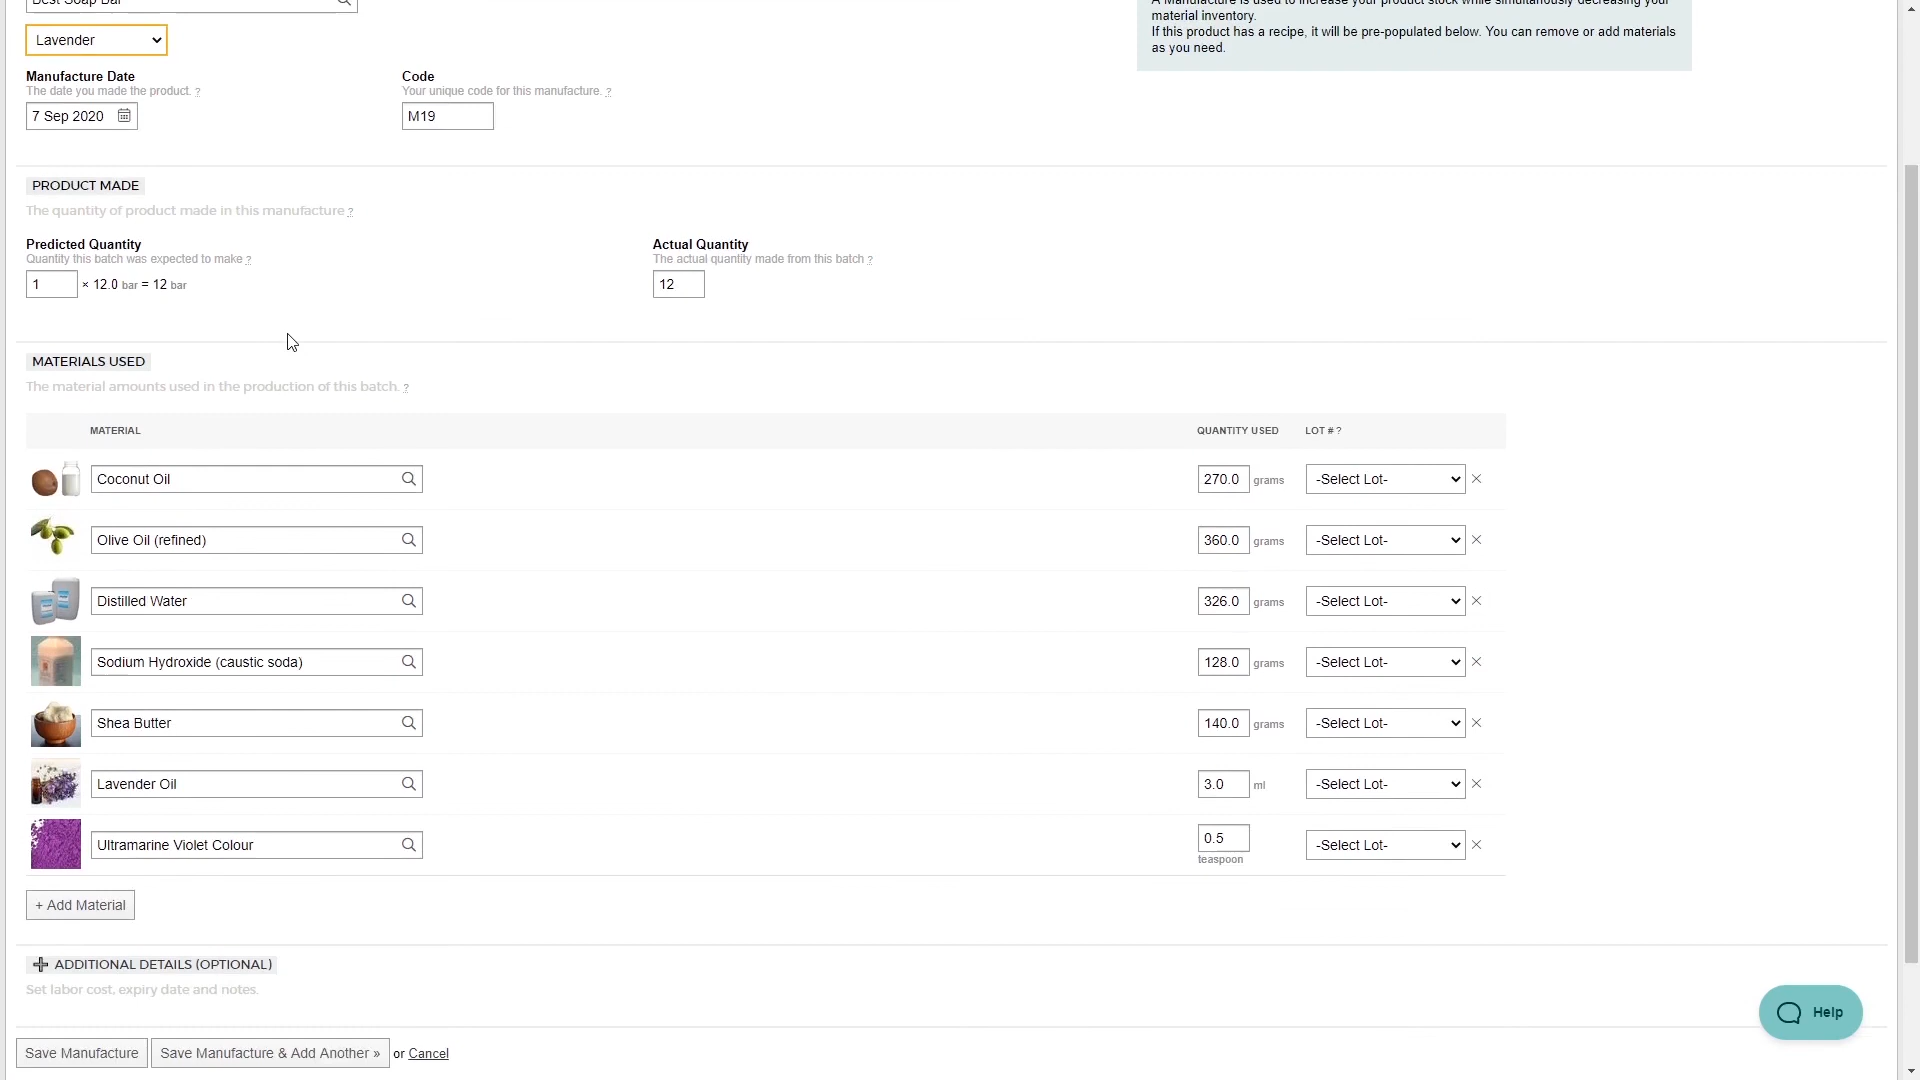 Best Soap Bar
A Manufacture is used to increase your product stock while simultaneously decreasing your
material inventory.
If this product has a recipe, it will be pre-populated below. You can remove or add materials
as you need.
Lavender
Manufacture Date
The date you made the product. ?
7 Sep 2020
Code
Your unique code for this manufacture. ?
M19
PRODUCT MADE
The quantity of product made in this manufacture ?
Predicted Quantity
Quantity this batch was expected to make ?
1 × 12.0 bar = 12 bar
Actual Quantity
The actual quantity made from this batch ?
12
MATERIALS USED
The material amounts used in the production of this batch. ?
MATERIAL QUANTITY USED LOT # ?
Coconut Oil 270.0 grams -Select Lot-
Olive Oil (refined) 360.0 grams -Select Lot-
Distilled Water 326.0 grams -Select Lot-
Sodium Hydroxide (caustic soda) 128.0 grams -Select Lot-
Shea Butter 140.0 grams -Select Lot-
Lavender Oil 3.0 ml -Select Lot-
Ultramarine Violet Colour 0.5 teaspoon -Select Lot-
+ Add Material
ADDITIONAL DETAILS (OPTIONAL)
Set labor cost, expiry date and notes.
Help
Save Manufacture Save Manufacture & Add Another » or Cancel